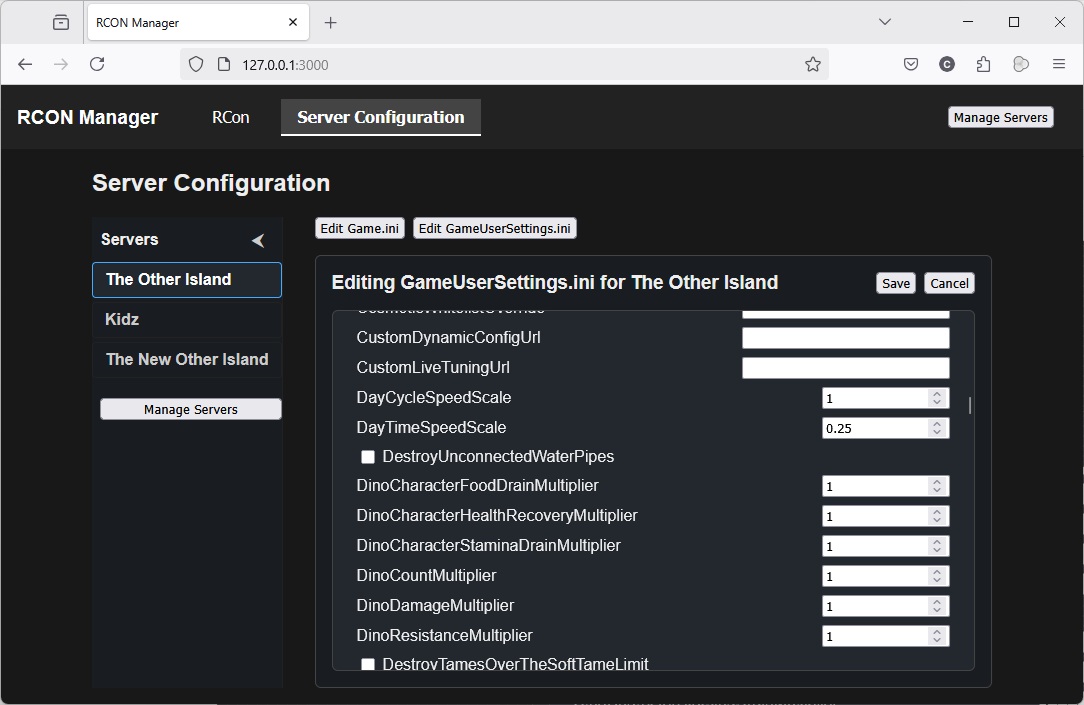 RCON Manager
127.0.0.1:3000
C
RCON Manager
RCon
Server Configuration
Manage Servers
Server Configuration
Servers
The Other Island
Kidz
The New Other Island
Manage Servers
Edit Game.ini
Edit GameUserSettings.ini
Editing GameUserSettings.ini for The Other Island
Save
Cancel
CosmeticWhitelistOverride
CustomDynamicConfigUrl
CustomLiveTuningUrl
DayCycleSpeedScale
1
DayTimeSpeedScale
0.25
DestroyUnconnectedWaterPipes
DinoCharacterFoodDrainMultiplier
1
DinoCharacterHealthRecoveryMultiplier
1
DinoCharacterStaminaDrainMultiplier
1
DinoCountMultiplier
1
DinoDamageMultiplier
1
DinoResistanceMultiplier
1
DestroyTamesOverTheSoftTameLimit